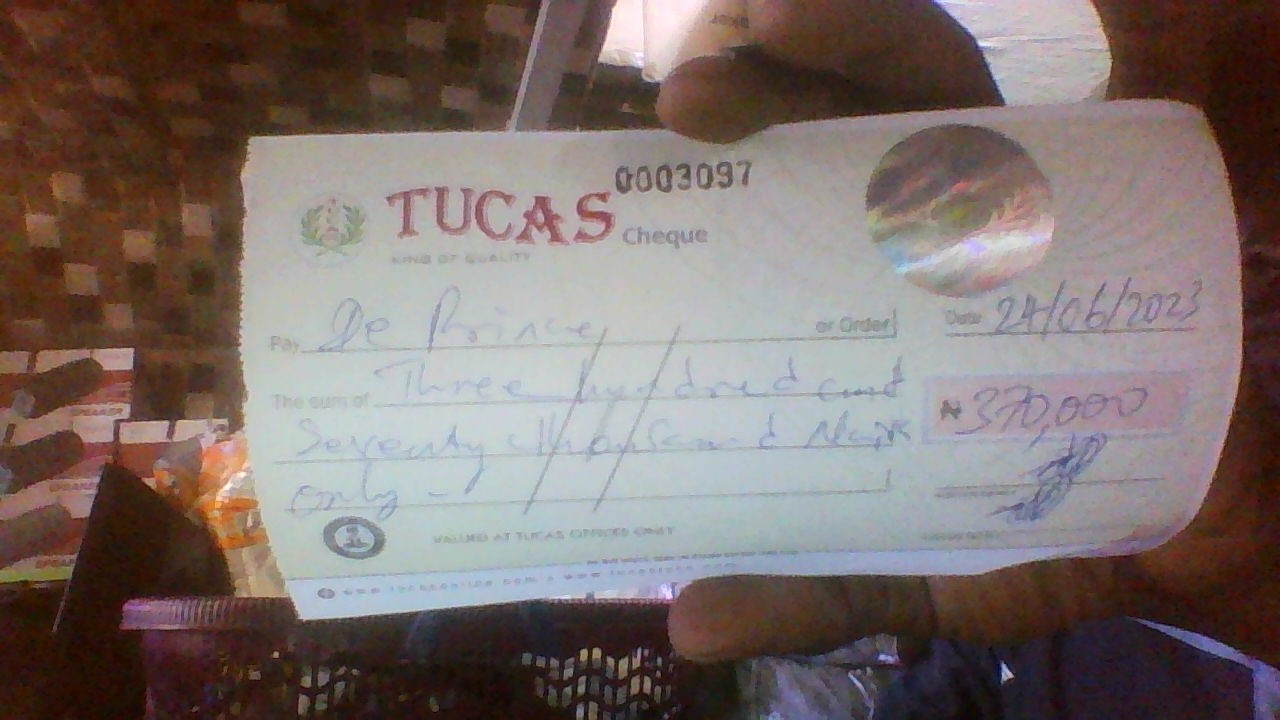 0003097
TUCAS Cheque
KING OF QUALITY
Pay De Prince or Order
Date 24/06/2023
The sum of Three hundred and
Seventy thousand Naira
only -
₦370,000
VALUED AT TUCAS OFFICES ONLY